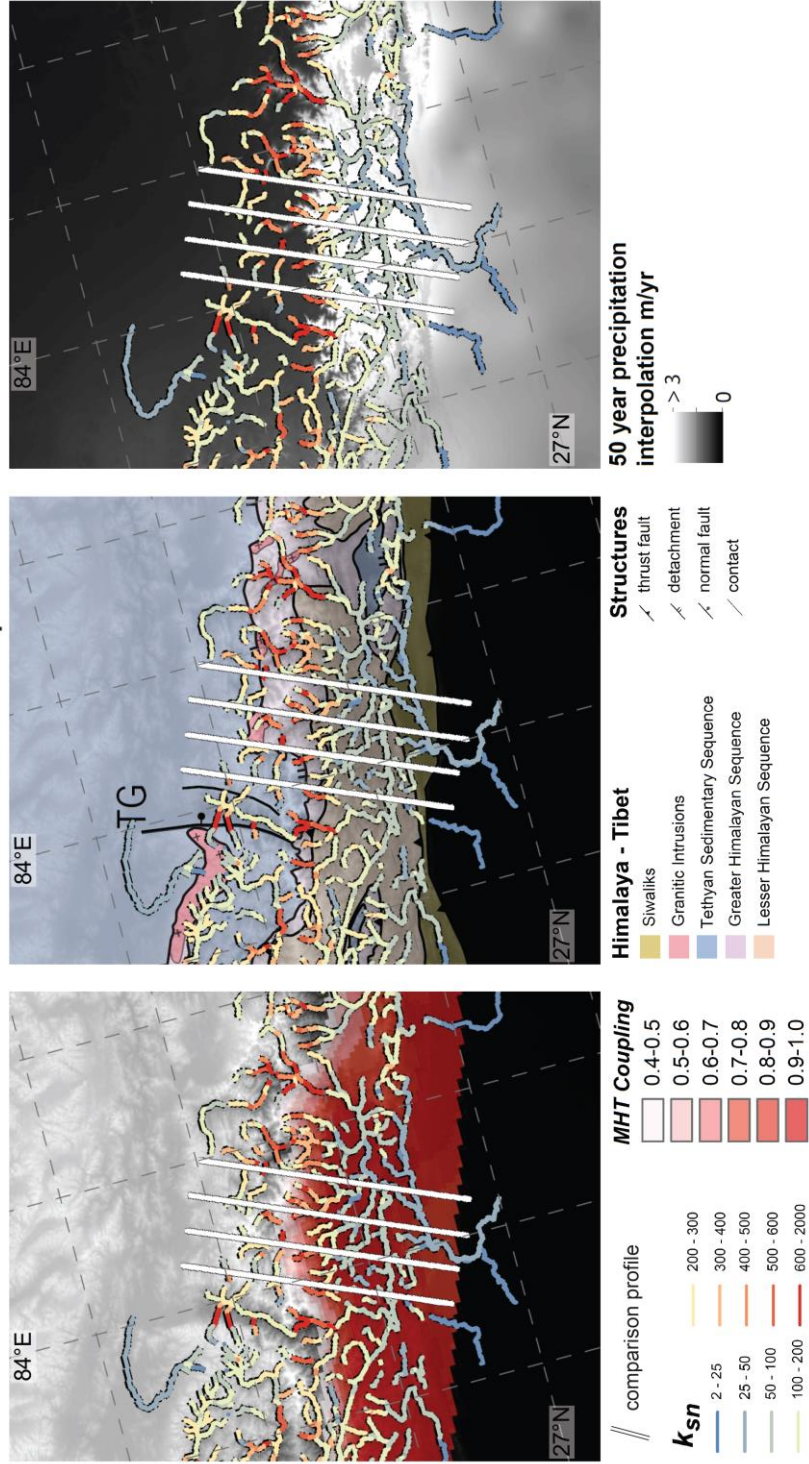 84°E
27°N
84°E
TG
27°N
84°E
27°N
comparison profile
k_sn
2 - 25
25 - 50
50 - 100
100 - 200
200 - 300
300 - 400
400 - 500
500 - 600
600 - 2000
MHT Coupling
0.4-0.5
0.5-0.6
0.6-0.7
0.7-0.8
0.8-0.9
0.9-1.0
Himalaya - Tibet
Siwaliks
Granitic Intrusions
Tethyan Sedimentary Sequence
Greater Himalayan Sequence
Lesser Himalayan Sequence
Structures
thrust fault
detachment
normal fault
contact
50 year precipitation
interpolation m/yr
> 3
0